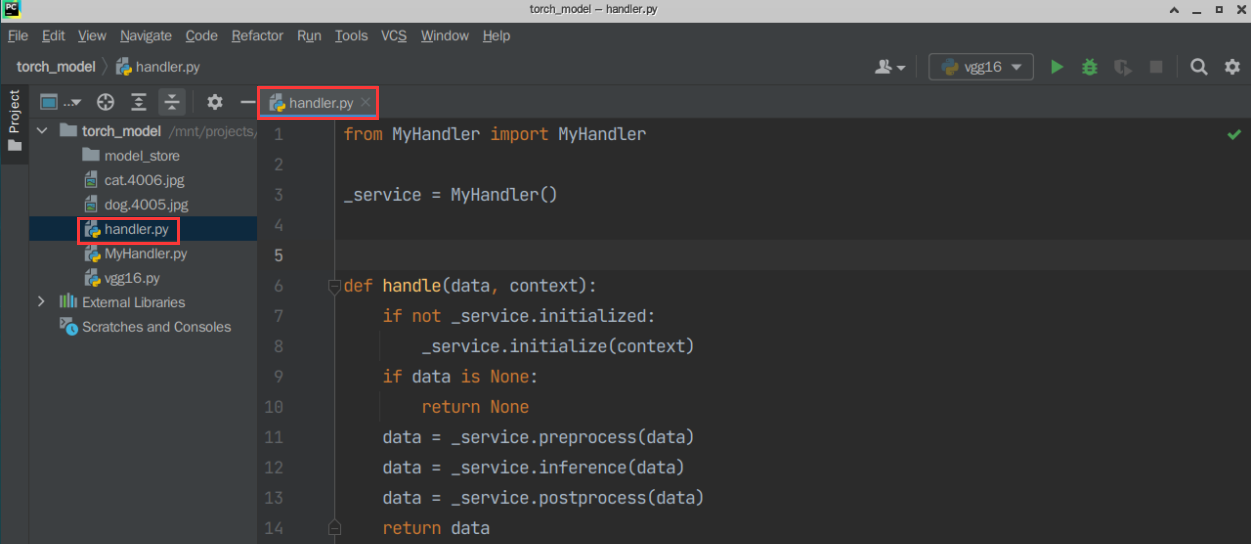 PC
torch_model – handler.py
File Edit View Navigate Code Refactor Run Tools VCS Window Help
torch_model handler.py
vgg16
Project
...
handler.py
torch_model /mnt/projects/
model_store
cat.4006.jpg
dog.4005.jpg
handler.py
MyHandler.py
vgg16.py
External Libraries
Scratches and Consoles
1 from MyHandler import MyHandler
2
3 _service = MyHandler()
4
5
6 def handle(data, context):
7     if not _service.initialized:
8         _service.initialize(context)
9     if data is None:
10         return None
11     data = _service.preprocess(data)
12     data = _service.inference(data)
13     data = _service.postprocess(data)
14     return data